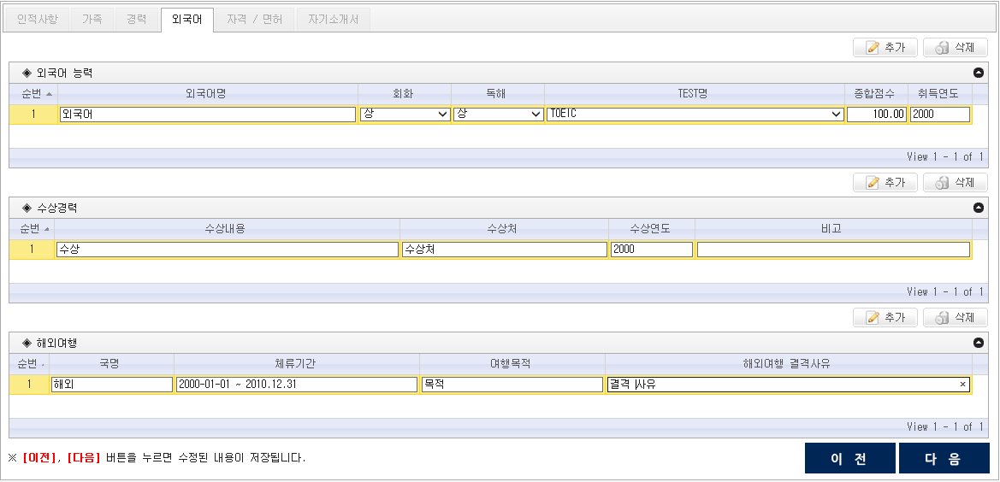 인적사항 가족 경력 외국어 자격 / 면허 자기소개서
추가 삭제
◈ 외국어 능력
순번 외국어명 회화 독해 TEST명 종합점수 취득연도
1 외국어 상 상 TOEIC 100.00 2000
View 1 - 1 of 1
추가 삭제
◈ 수상경력
순번 수상내용 수상처 수상연도 비고
1 수상 수상처 2000
View 1 - 1 of 1
추가 삭제
◈ 해외여행
순번 국명 체류기간 여행목적 해외여행 결격사유
1 해외 2000-01-01 ~ 2010.12.31 목적 결격 사유 ×
View 1 - 1 of 1
※ [이전], [다음] 버튼을 누르면 수정된 내용이 저장됩니다.
이 전 다 음